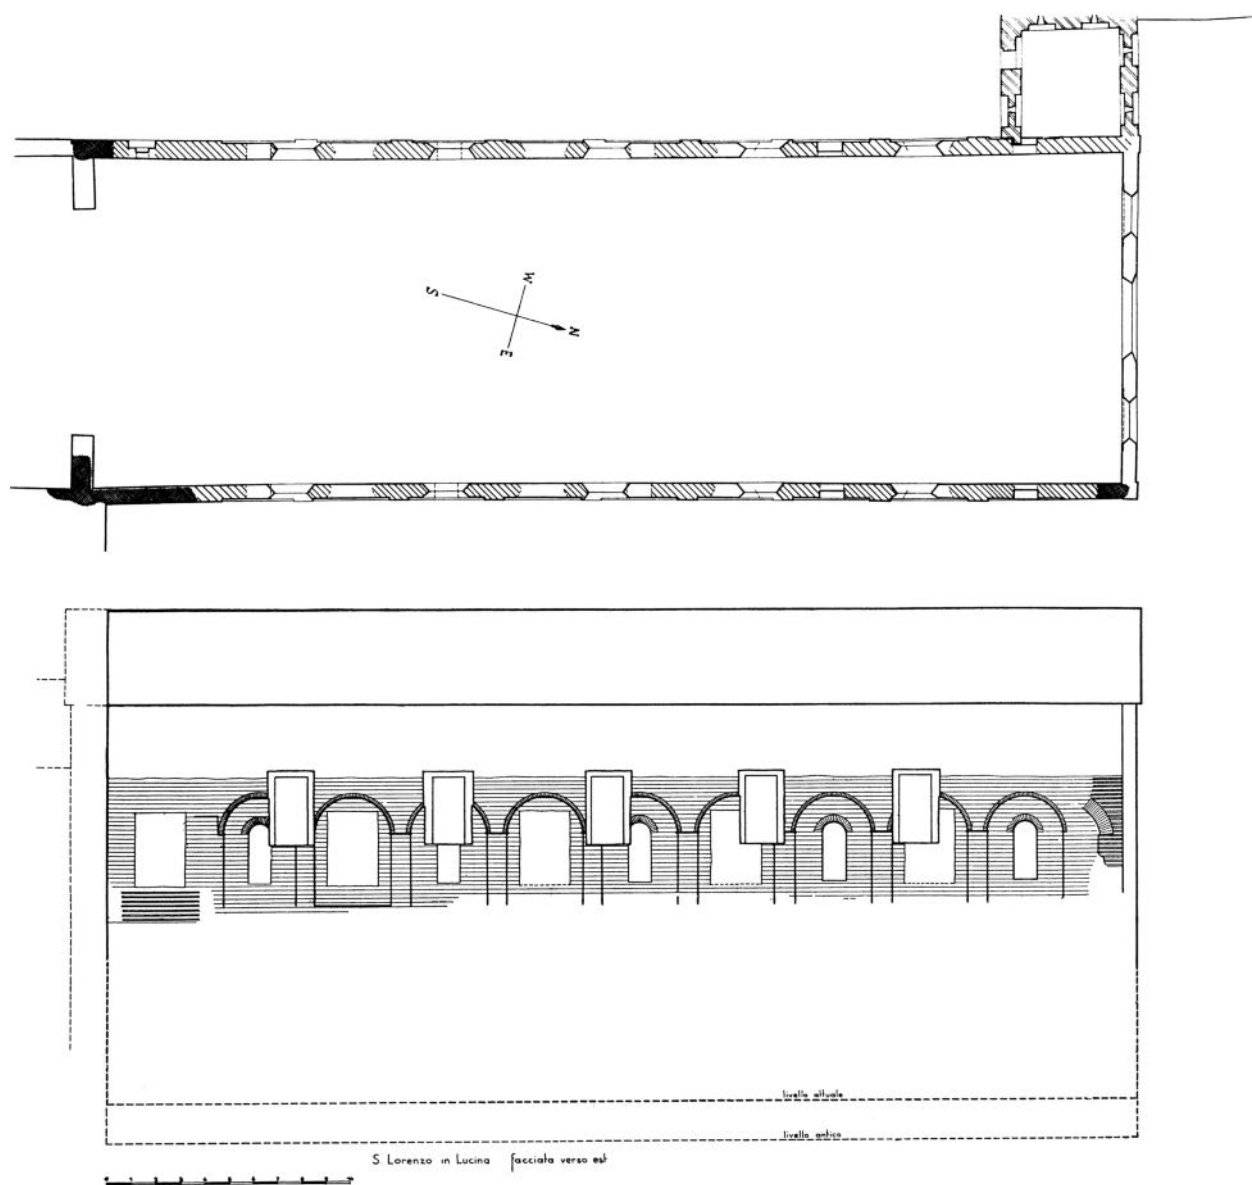 W
S
N
E
livello attuale
livello antico
S. Lorenzo in Lucina facciata verso est